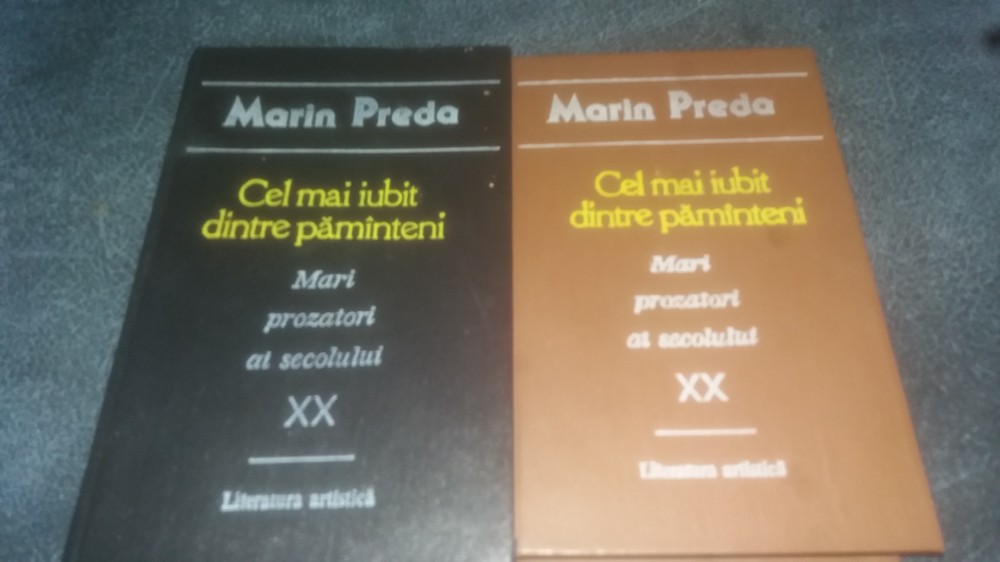 Marin Preda
Cel mai iubit
dintre pămînteni
Mari
prozatori
ai secolului
XX
Literatura artistică
Marin Preda
Cel mai iubit
dintre pămînteni
Mari
prozatori
ai secolului
XX
Literatura artistică